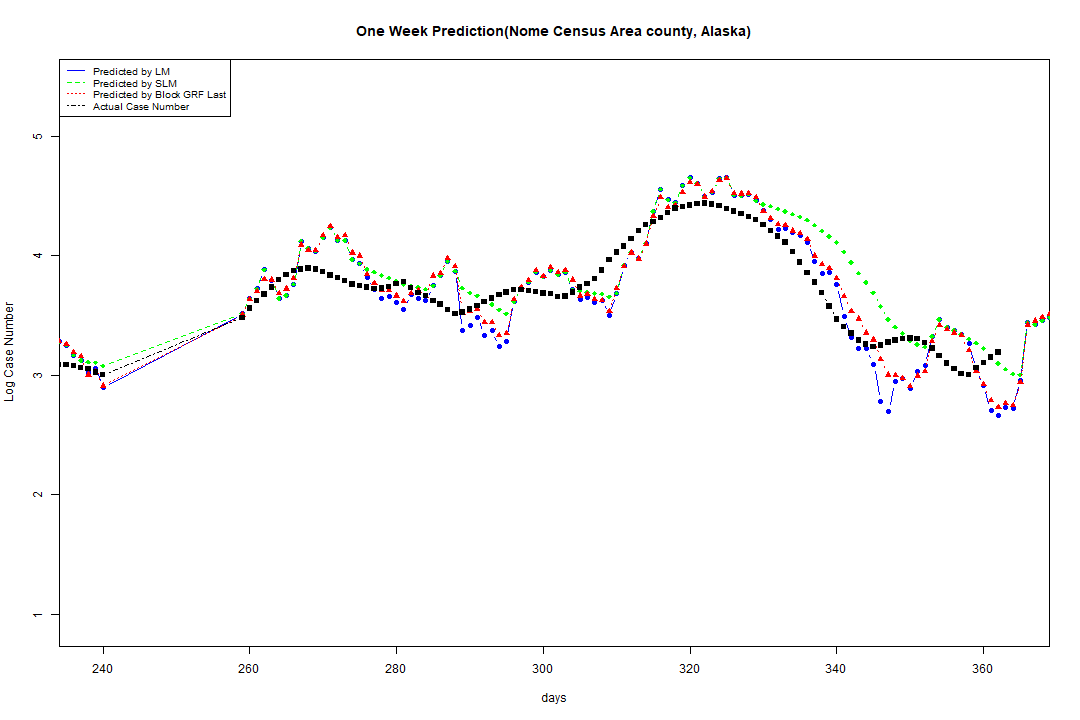 One Week Prediction(Nome Census Area county, Alaska)
Predicted by LM
Predicted by SLM
Predicted by Block GRF Last
Actual Case Number
5
4
3
2
1
Log Case Number
240 260 280 300 320 340 360
days